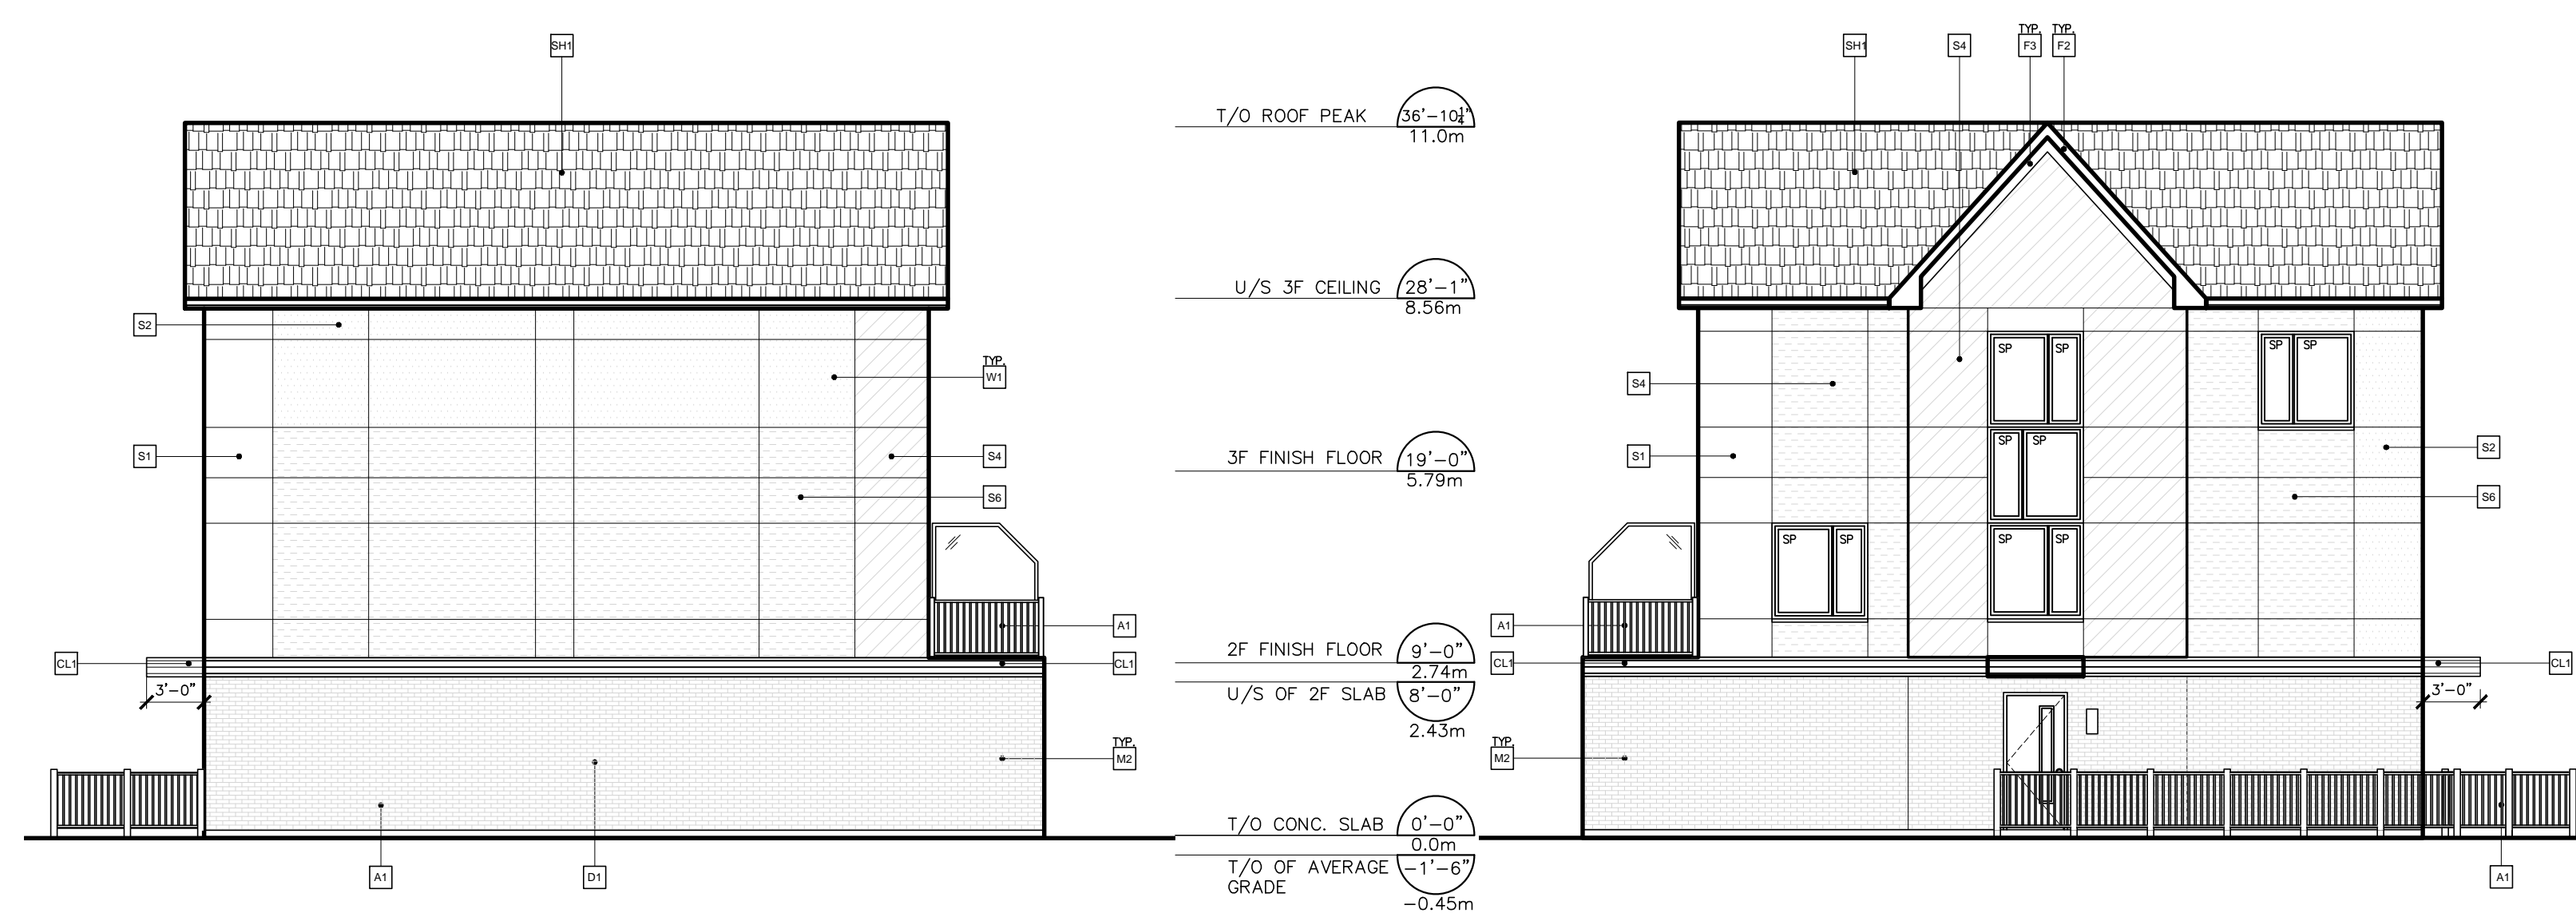 SH1
S2
TYP.
W1
S1
S4
S6
A1
CL1
CL1
3'-0"
TYP.
M2
A1
D1
T/O ROOF PEAK 36'-10¼"
11.0m
U/S 3F CEILING 28'-1"
8.56m
3F FINISH FLOOR 19'-0"
5.79m
2F FINISH FLOOR 9'-0"
2.74m
U/S OF 2F SLAB 8'-0"
2.43m
T/O CONC. SLAB 0'-0"
0.0m
T/O OF AVERAGE -1'-6"
GRADE
-0.45m
TYP. TYP.
SH1 S4 F3 F2
SP SP
SP SP
S4
SP SP
S1
S2
S6
SP SP
SP SP
A1
CL1
CL1
3'-0"
TYP.
M2
A1